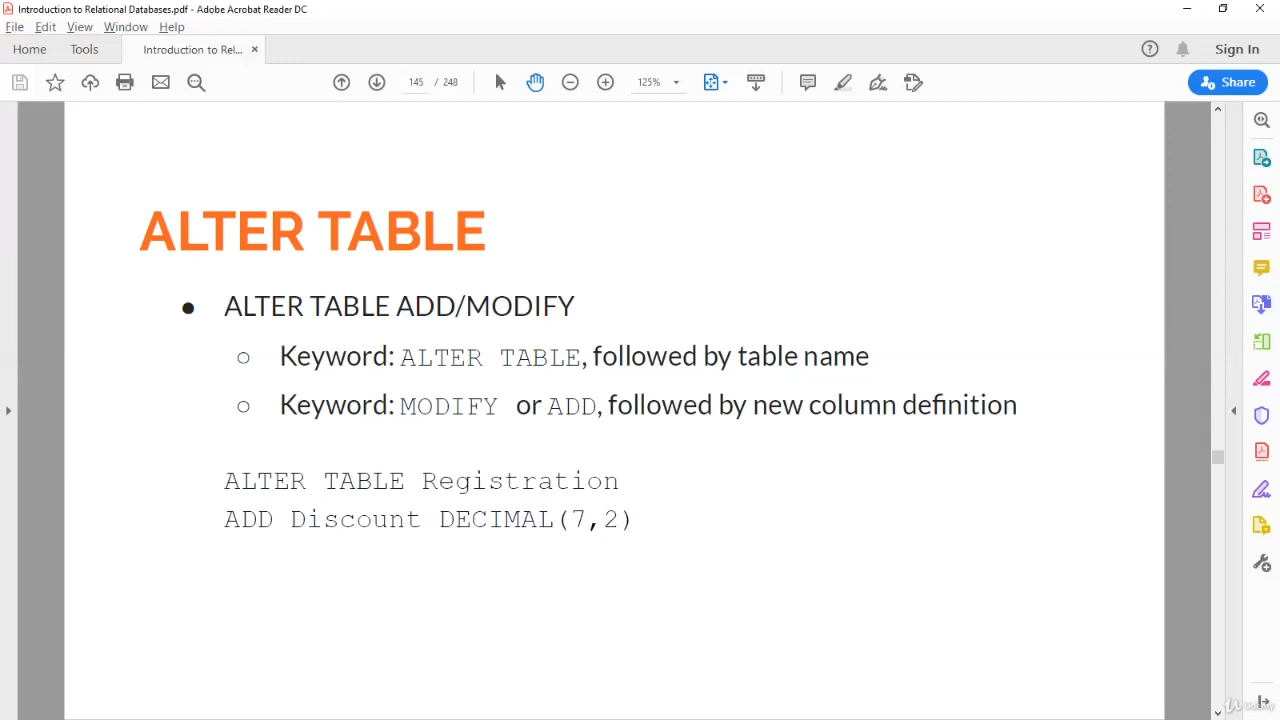 Introduction to Relational Databases.pdf - Adobe Acrobat Reader DC
File Edit View Window Help
Home Tools Introduction to Rel... × Sign In
145 / 248 125% Share
ALTER TABLE
● ALTER TABLE ADD/MODIFY
○ Keyword: ALTER TABLE, followed by table name
○ Keyword: MODIFY or ADD, followed by new column definition
ALTER TABLE Registration
ADD Discount DECIMAL(7,2)
Udemy